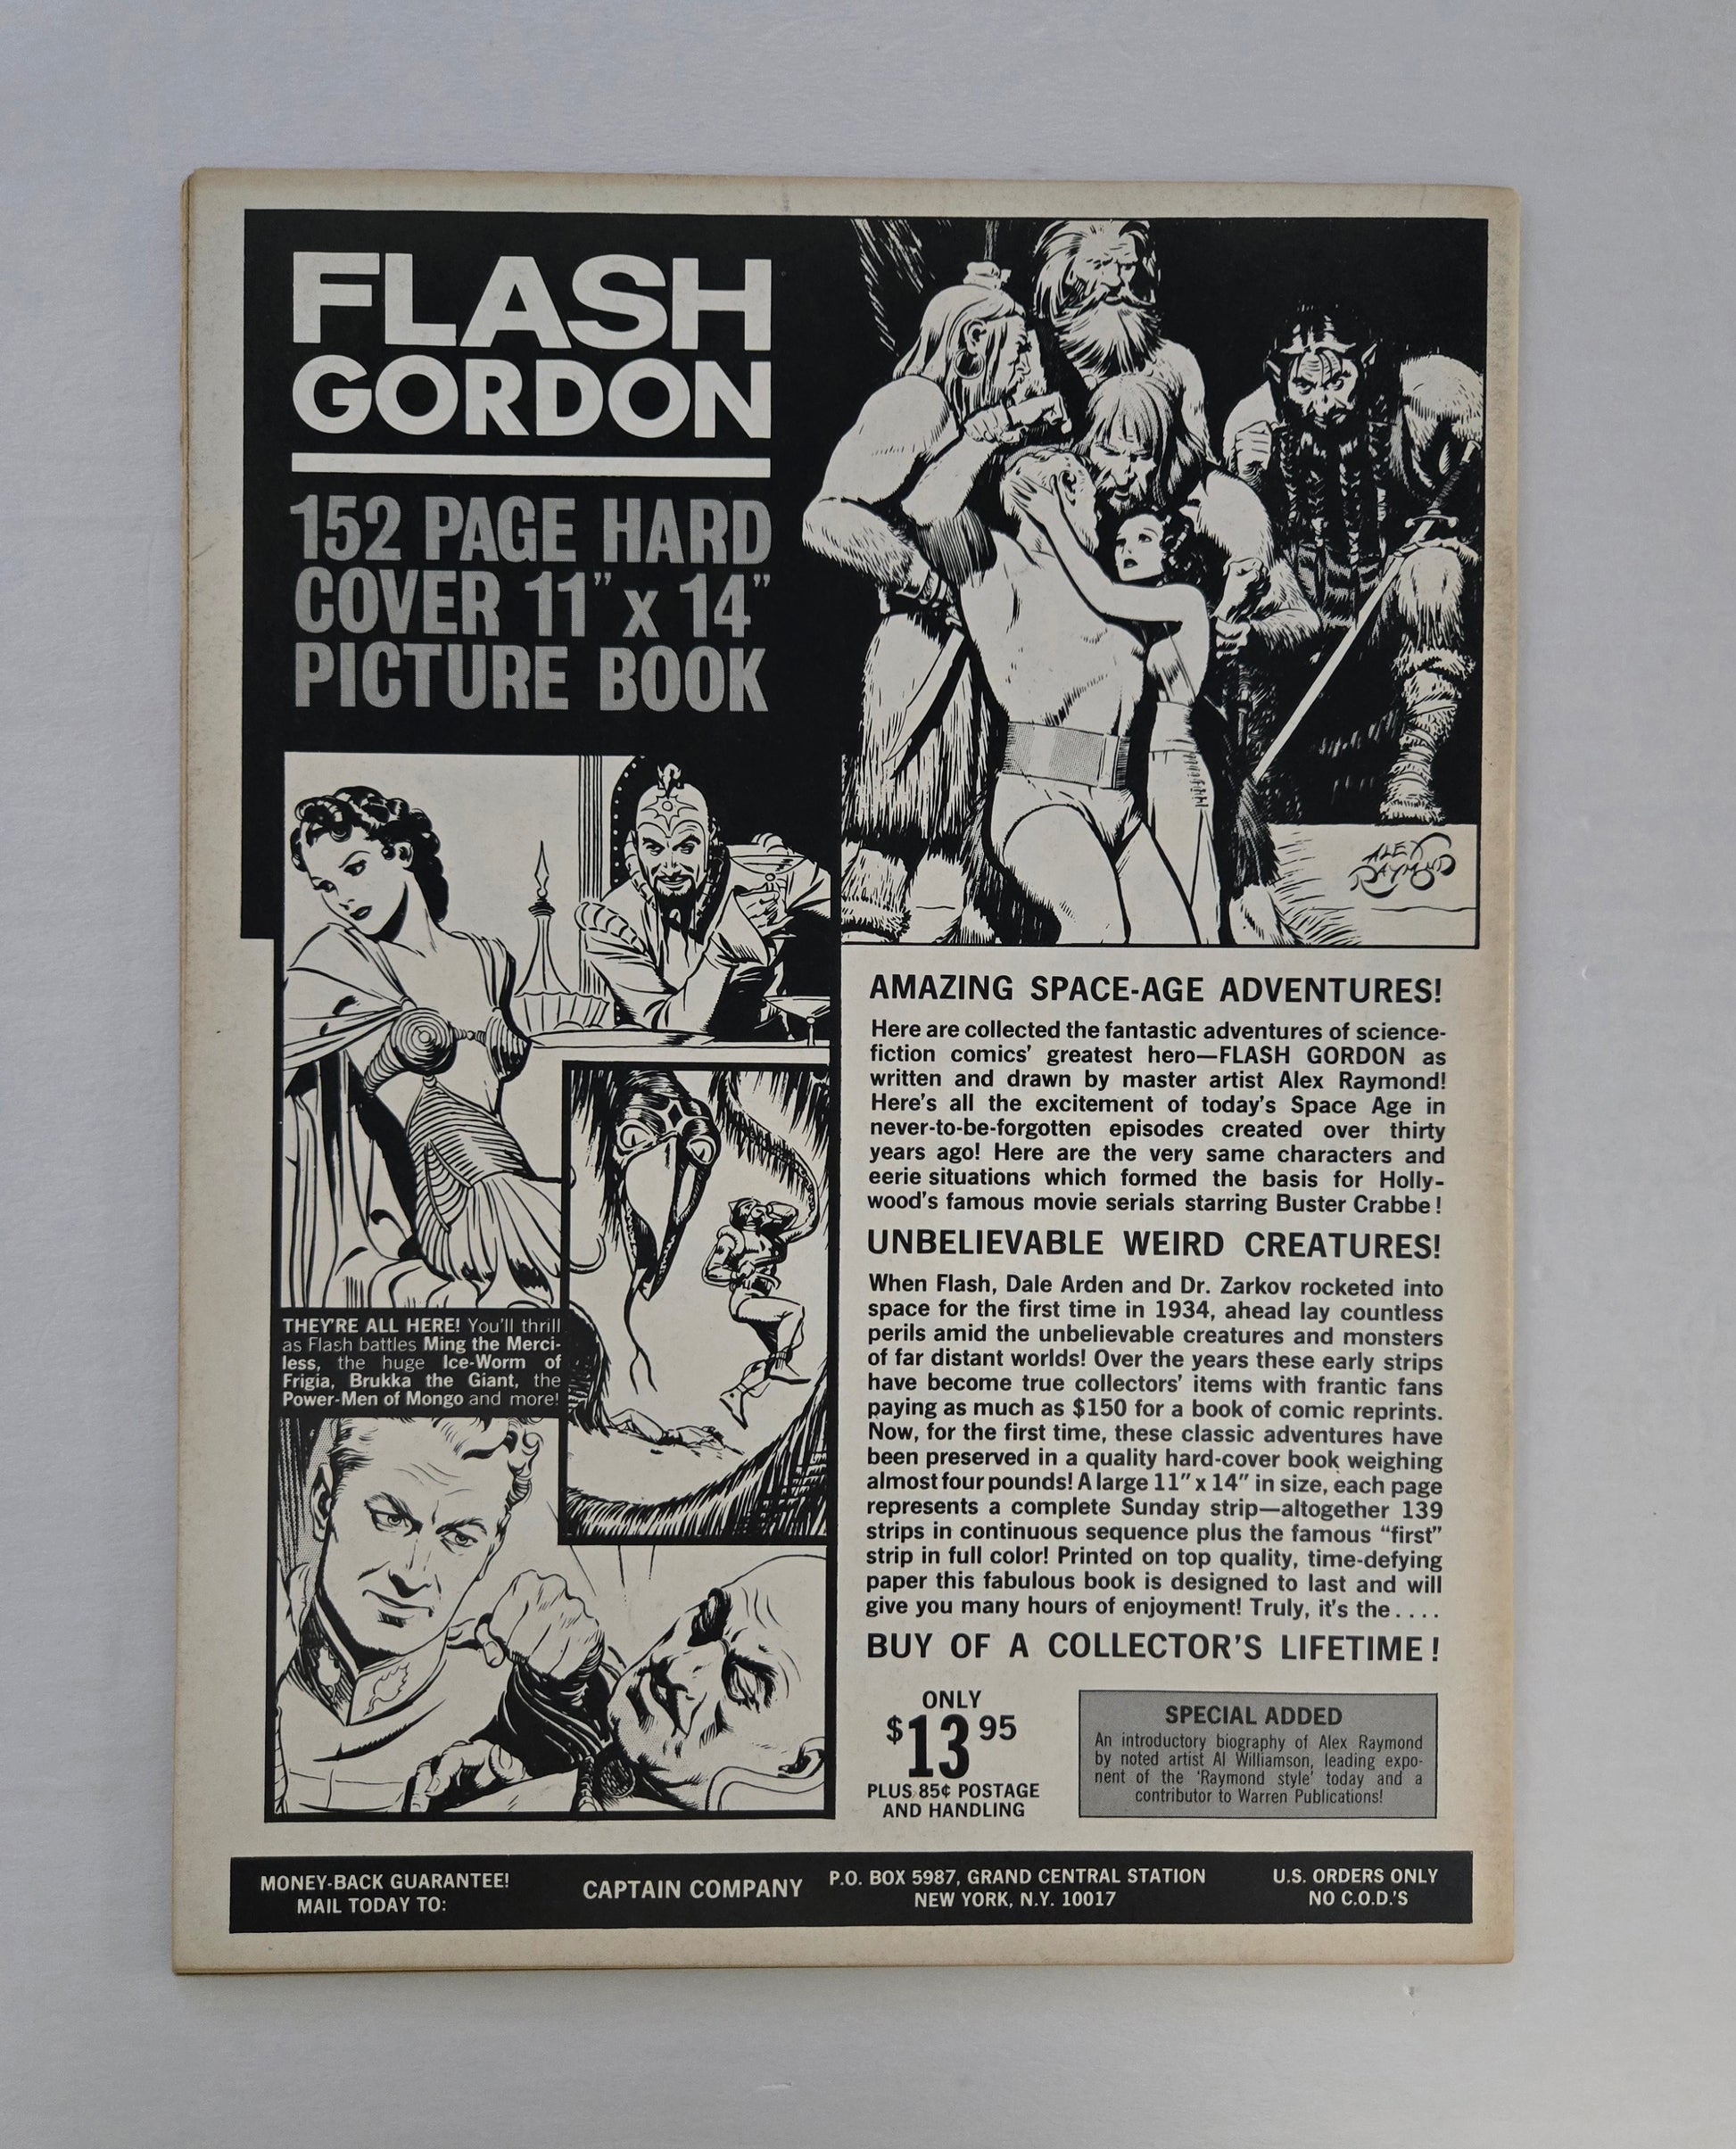 FLASH
GORDON
152 PAGE HARD
COVER 11" x 14"
PICTURE BOOK
ALEX
RAYMOND
THEY'RE ALL HERE! You'll thrill
as Flash battles Ming the Merci-
less, the huge Ice-Worm of
Frigia, Brukka the Giant, the
Power-Men of Mongo and more!
AMAZING SPACE-AGE ADVENTURES!
Here are collected the fantastic adventures of science-
fiction comics' greatest hero—FLASH GORDON as
written and drawn by master artist Alex Raymond!
Here's all the excitement of today's Space Age in
never-to-be-forgotten episodes created over thirty
years ago! Here are the very same characters and
eerie situations which formed the basis for Holly-
wood's famous movie serials starring Buster Crabbe!
UNBELIEVABLE WEIRD CREATURES!
When Flash, Dale Arden and Dr. Zarkov rocketed into
space for the first time in 1934, ahead lay countless
perils amid the unbelievable creatures and monsters
of far distant worlds! Over the years these early strips
have become true collectors' items with frantic fans
paying as much as $150 for a book of comic reprints.
Now, for the first time, these classic adventures have
been preserved in a quality hard-cover book weighing
almost four pounds! A large 11" x 14" in size, each page
represents a complete Sunday strip—altogether 139
strips in continuous sequence plus the famous "first"
strip in full color! Printed on top quality, time-defying
paper this fabulous book is designed to last and will
give you many hours of enjoyment! Truly, it's the....
BUY OF A COLLECTOR'S LIFETIME!
ONLY
$13 95
PLUS 85¢ POSTAGE
AND HANDLING
SPECIAL ADDED
An introductory biography of Alex Raymond
by noted artist Al Williamson, leading expo-
nent of the 'Raymond style' today and a
contributor to Warren Publications!
MONEY-BACK GUARANTEE!
MAIL TODAY TO:
CAPTAIN COMPANY
P.O. BOX 5987, GRAND CENTRAL STATION
NEW YORK, N.Y. 10017
U.S. ORDERS ONLY
NO C.O.D.'S